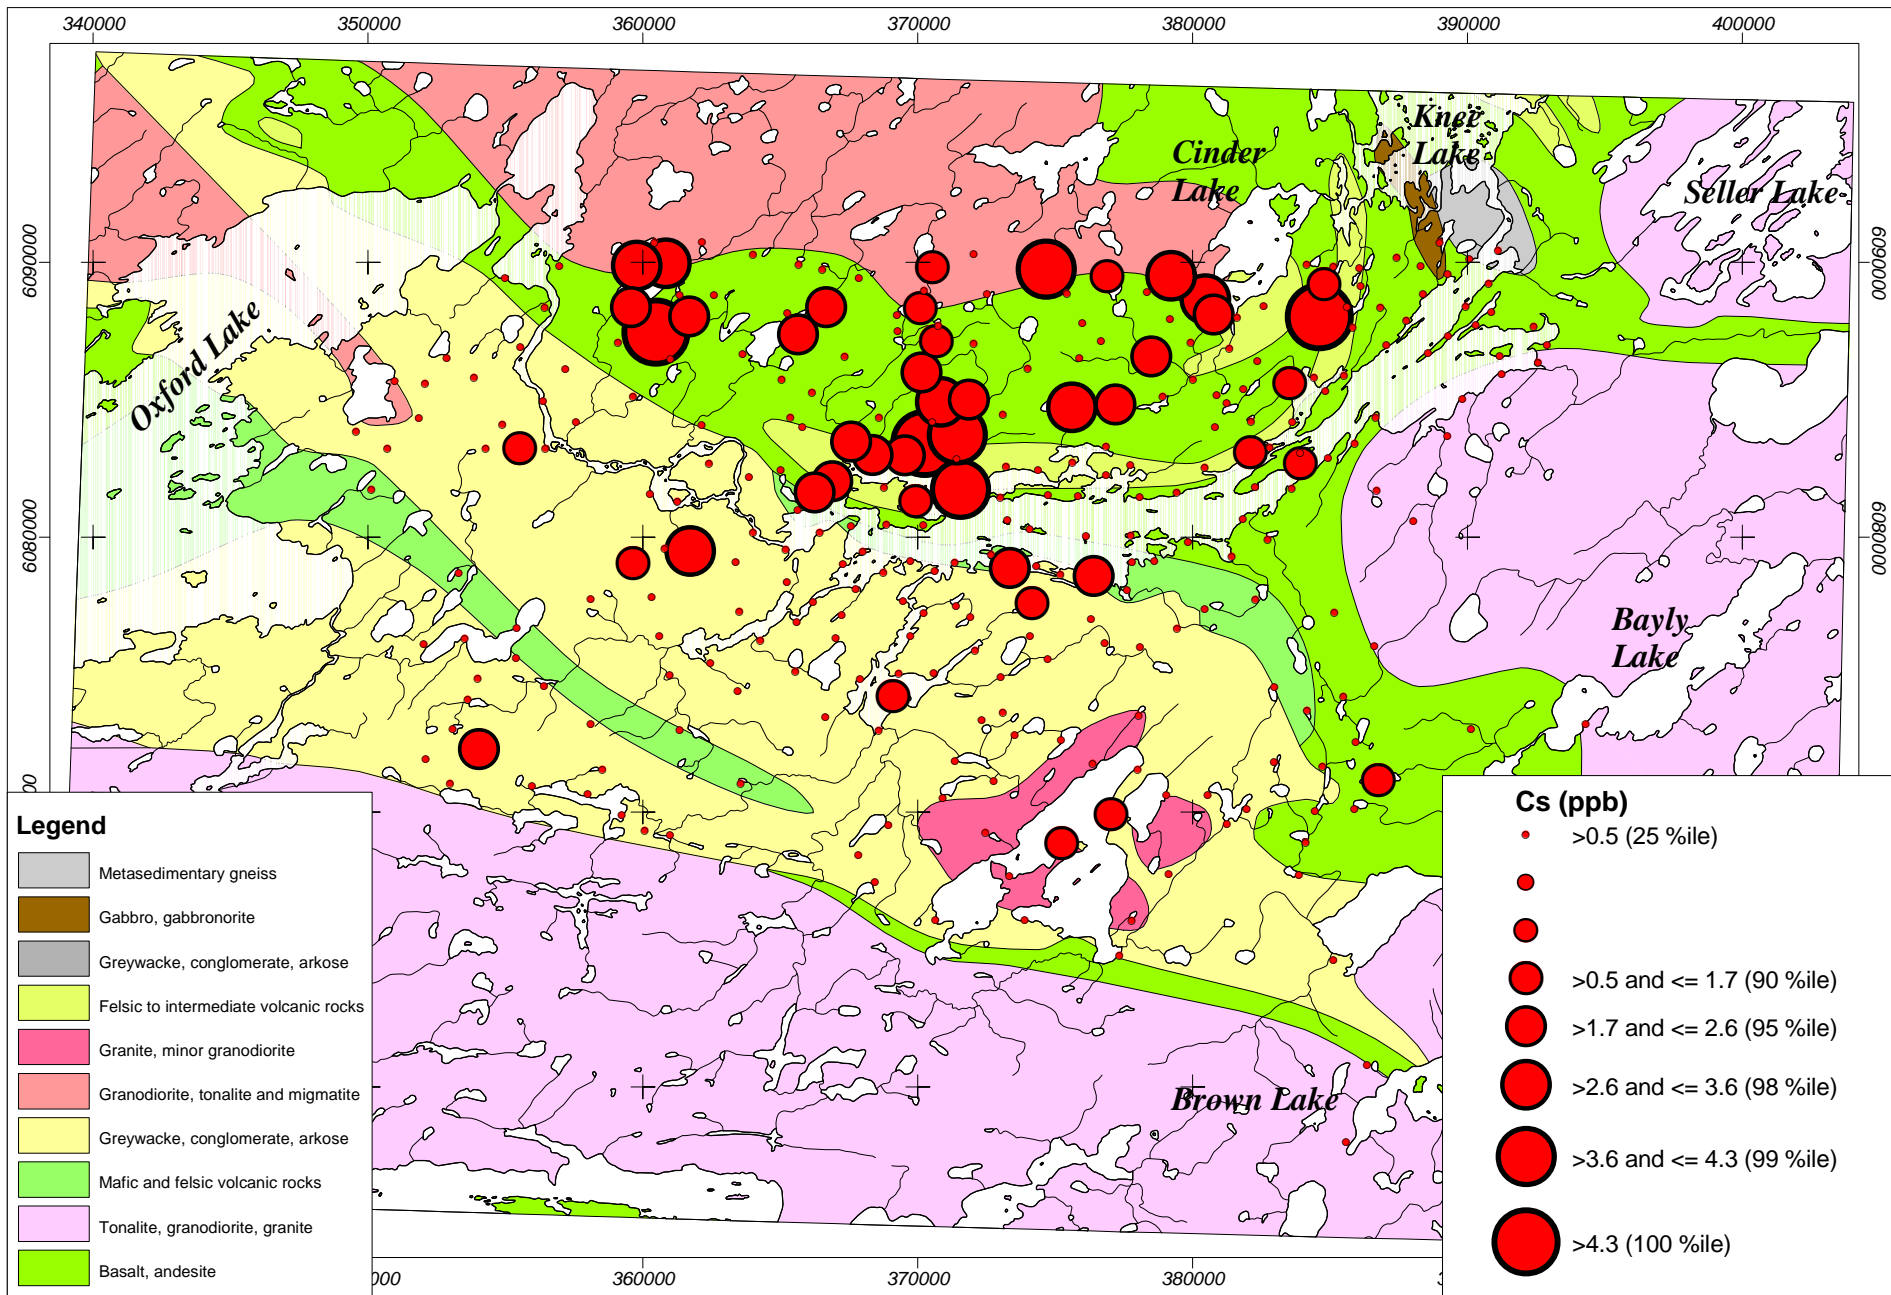 340000 350000 360000 370000 380000 390000 400000
Knee
Lake
Cinder
Lake
Seller Lake
6090000
6090000
Oxford Lake
6080000
6080000
Bayly
Lake
Brown Lake
00
Legend
Metasedimentary gneiss
Gabbro, gabbronorite
Greywacke, conglomerate, arkose
Felsic to intermediate volcanic rocks
Granite, minor granodiorite
Granodiorite, tonalite and migmatite
Greywacke, conglomerate, arkose
Mafic and felsic volcanic rocks
Tonalite, granodiorite, granite
Basalt, andesite
Cs (ppb)
>0.5 (25 %ile)
>0.5 and <= 1.7 (90 %ile)
>1.7 and <= 2.6 (95 %ile)
>2.6 and <= 3.6 (98 %ile)
>3.6 and <= 4.3 (99 %ile)
>4.3 (100 %ile)
000 360000 370000 380000